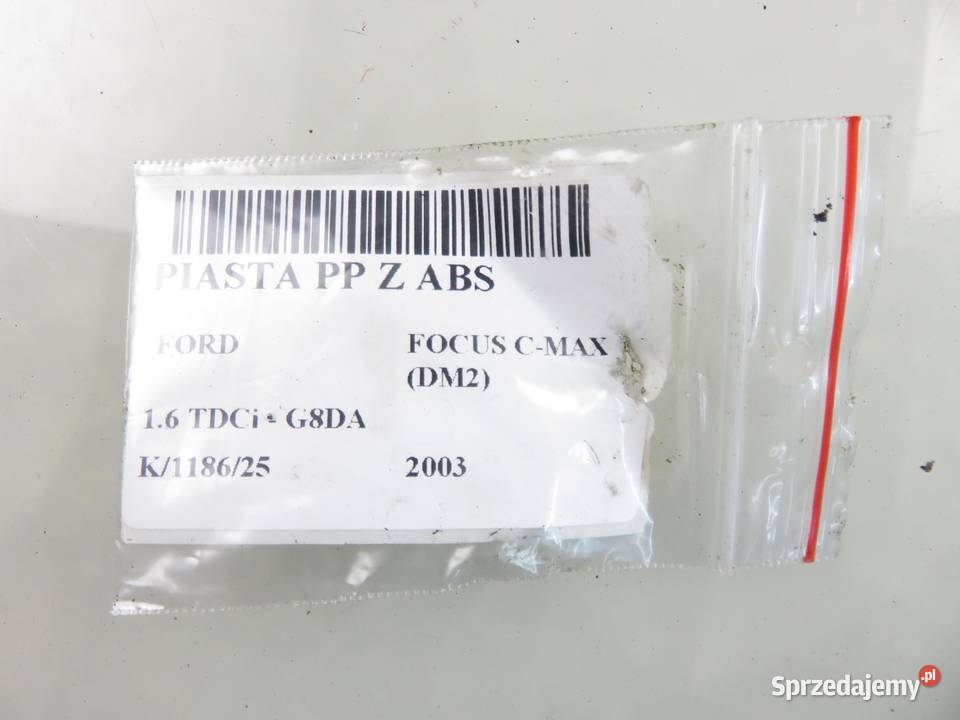 PIASTA PP Z ABS
FORD FOCUS C-MAX
(DM2)
1.6 TDCi - G8DA
K/1186/25 2003
Sprzedajemy.pl